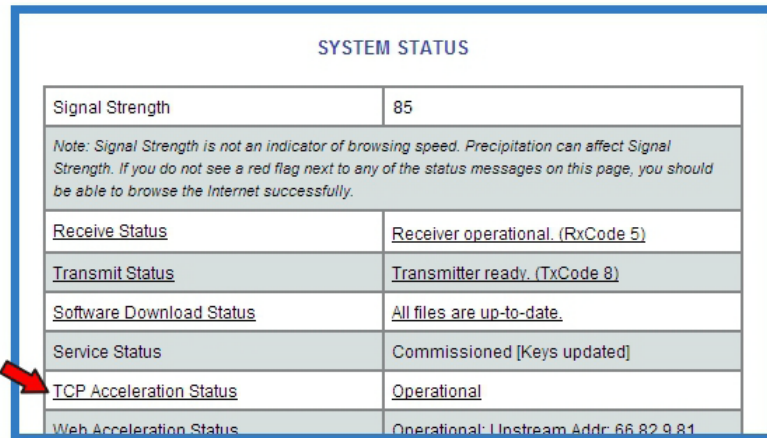 SYSTEM STATUS
Signal Strength 85
Note: Signal Strength is not an indicator of browsing speed. Precipitation can affect Signal
Strength. If you do not see a red flag next to any of the status messages on this page, you should
be able to browse the Internet successfully.
Receive Status Receiver operational. (RxCode 5)
Transmit Status Transmitter ready. (TxCode 8)
Software Download Status All files are up-to-date.
Service Status Commissioned [Keys updated]
TCP Acceleration Status Operational
Web Acceleration Status Operational: Upstream Addr: 66.82.9.81